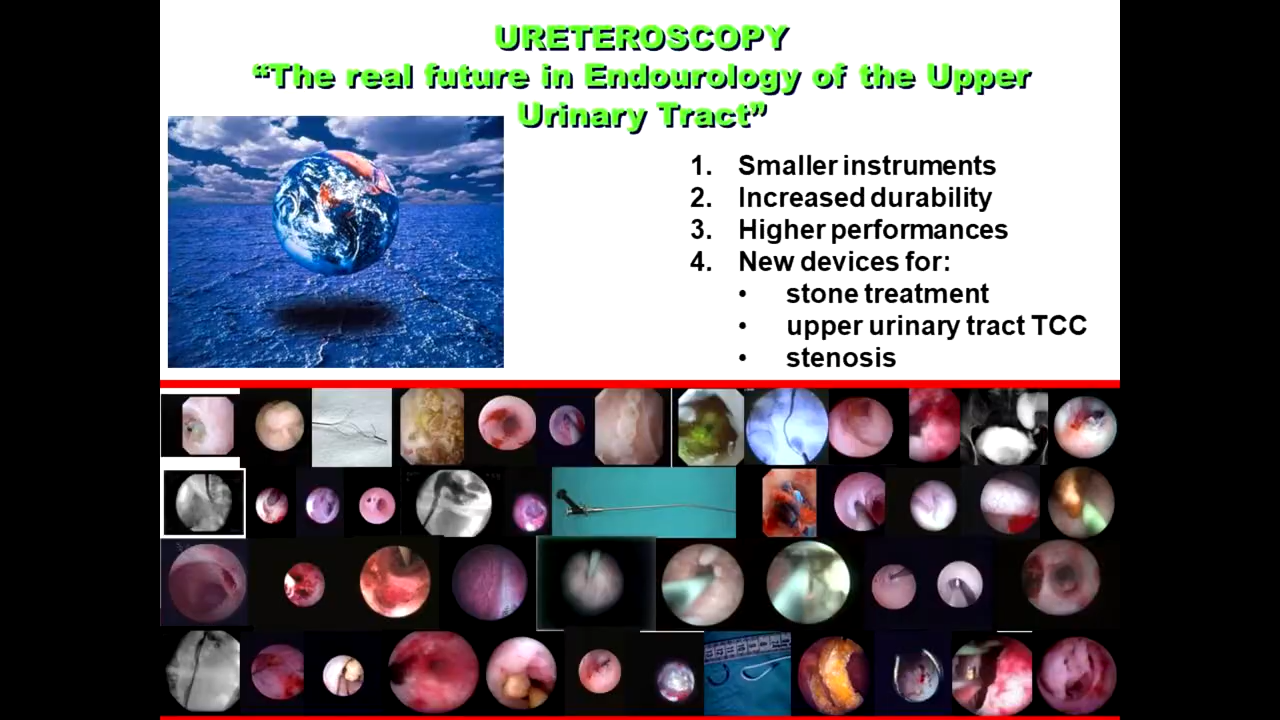 URETEROSCOPY
“The real future in Endourology of the Upper
Urinary Tract”
1. Smaller instruments
2. Increased durability
3. Higher performances
4. New devices for:
• stone treatment
• upper urinary tract TCC
• stenosis